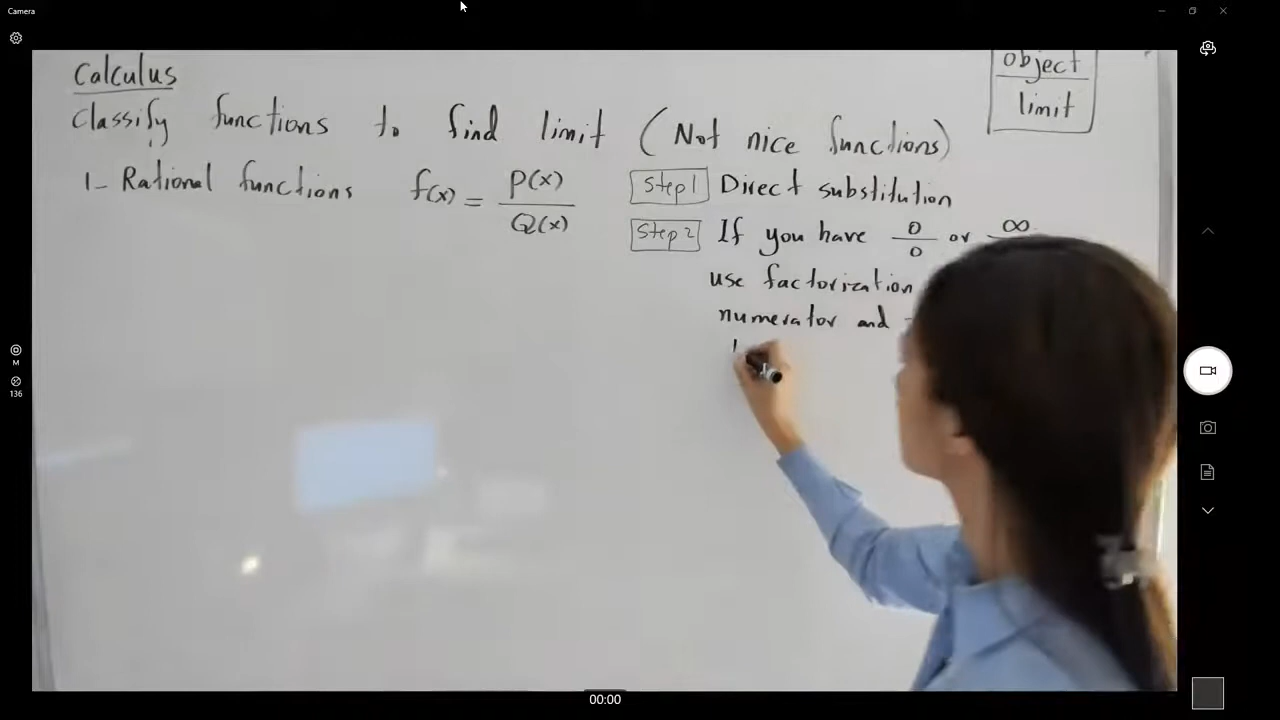 Camera
Calculus
Classify functions to find limit (Not nice functions)
object
limit
1- Rational functions f(x) = P(x) / Q(x)
Step 1 Direct substitution
Step 2 If you have 0/0 or ∞
use factorization
numerator and
M
136
00:00